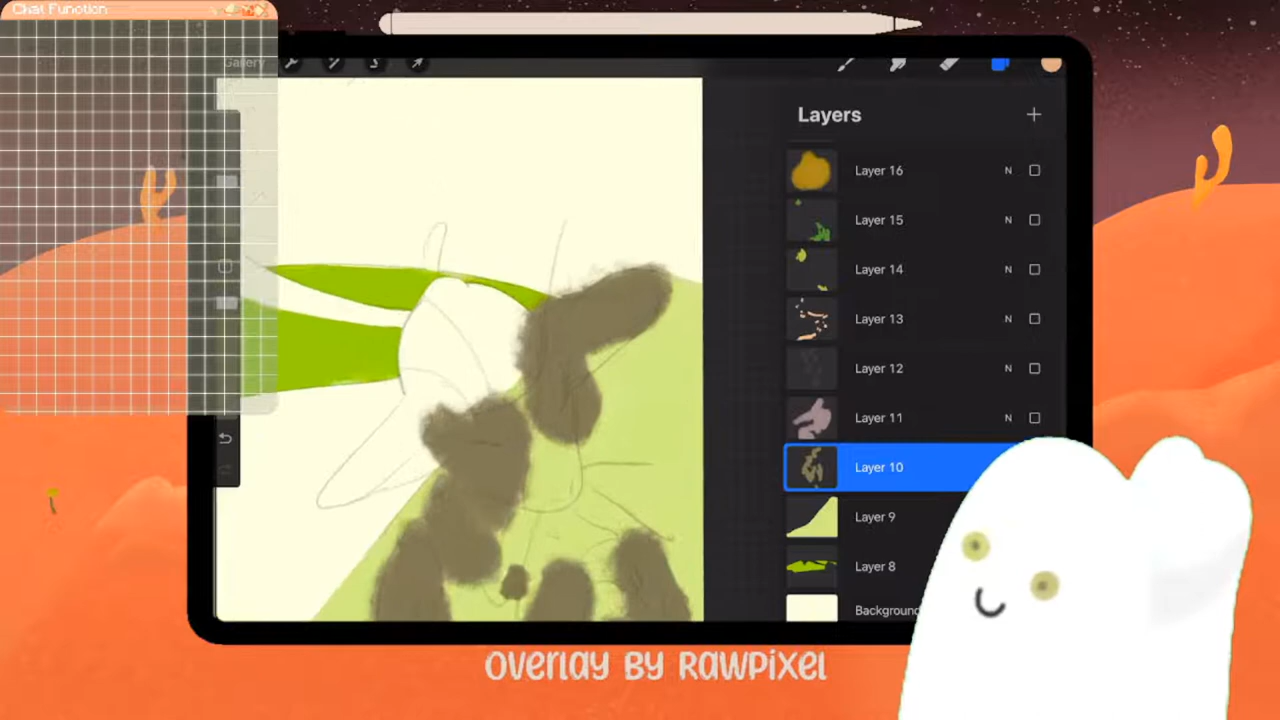 Chat Function
Gallery
Layers
Layer 16
N
Layer 15
N
Layer 14
N
Layer 13
N
Layer 12
N
Layer 11
N
Layer 10
Layer 9
Layer 8
Background
Overlay by Rawpixel